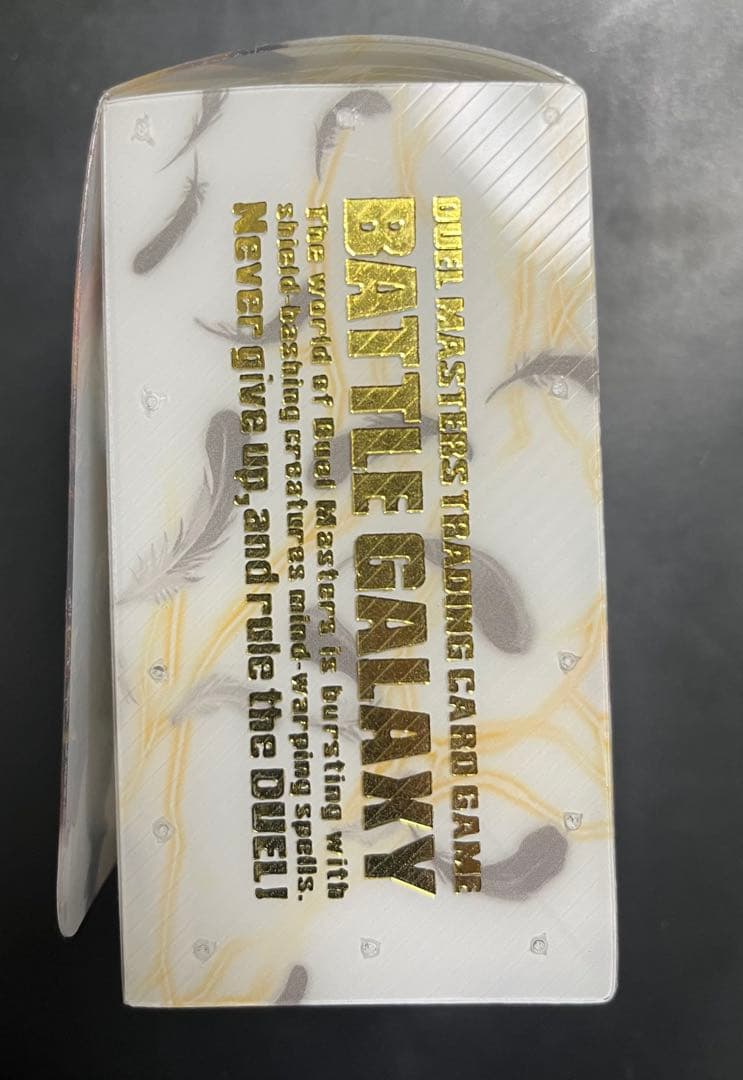 DUEL MASTERS TRADING CARD GAME
BATTLE GALAXY
The world of Duel Masters is bursting with
shield-bashing creatures mind-warping spells.
Never give up, and rule the DUEL!